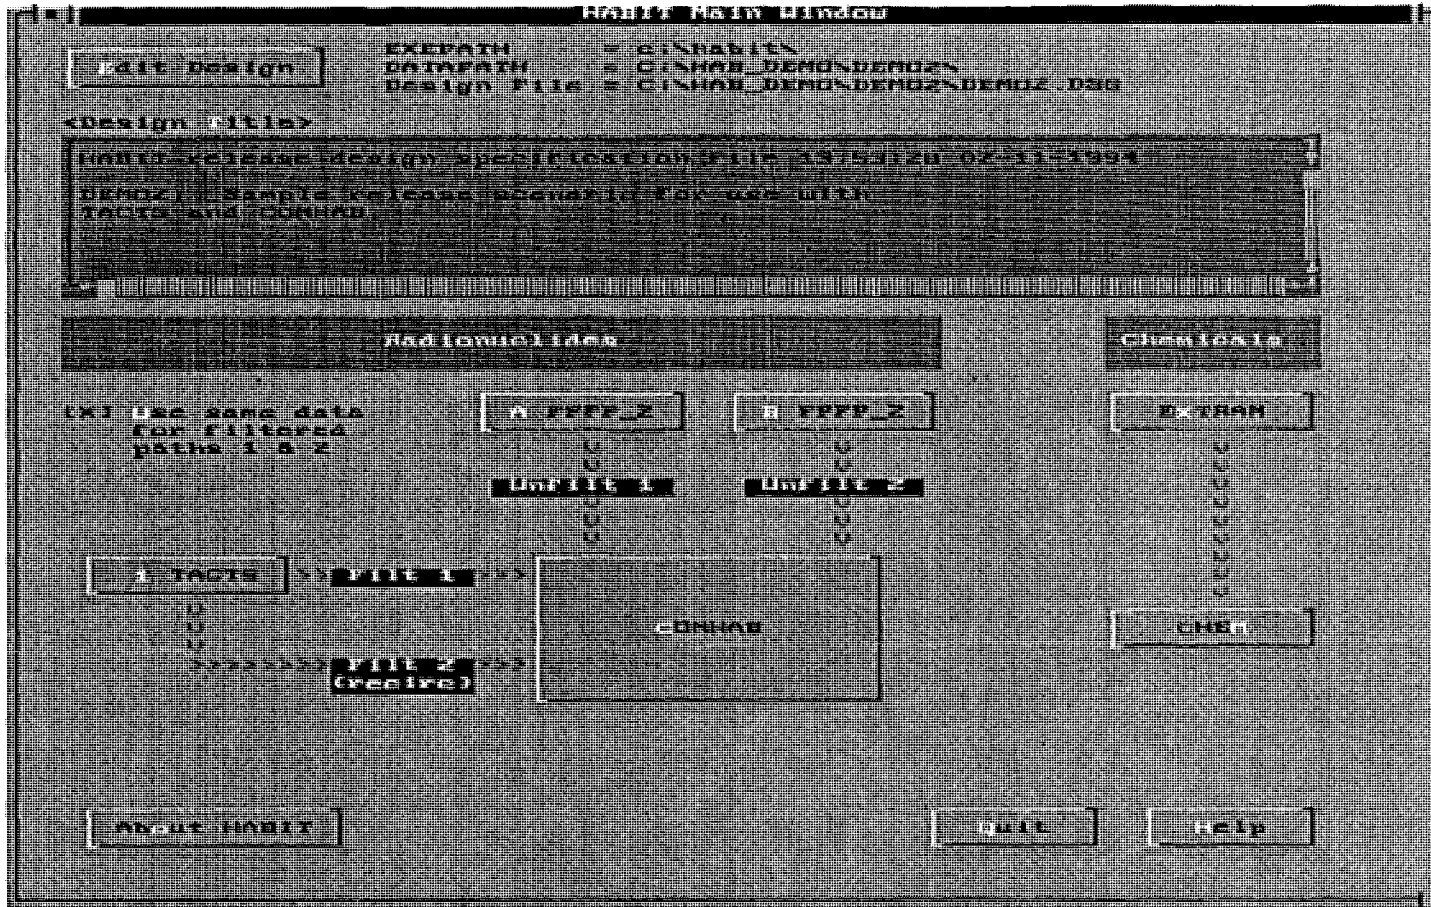 HABIT Main Window
Edit Design
EXEPATH = c:\habit\
DATAPATH = C:\HAB_DEMO\DEMO2\
Design File = C:\HAB_DEMO\DEMO2\DEMO2.DSG
<Design Title>
HABIT release design specification file 02-11-1994
DEMO2: Sample release scenario for use with
TACT5 and CONHAB.
Radionuclides
Chemicals
[X] Use same data
for filtered
paths 1 & 2
A FPFP_2
B FPFP_2
EXTRAN
v v v
v v v
UnFilt 1
UnFilt 2
v
v v v
v v v
v v v
1 TACT5 >> Filt 1 >>>
v
v
v
v
CONHAB
CHEM
>>>>>>>> Filt 2 >>>
(recirc)
About HABIT
Quit
Help